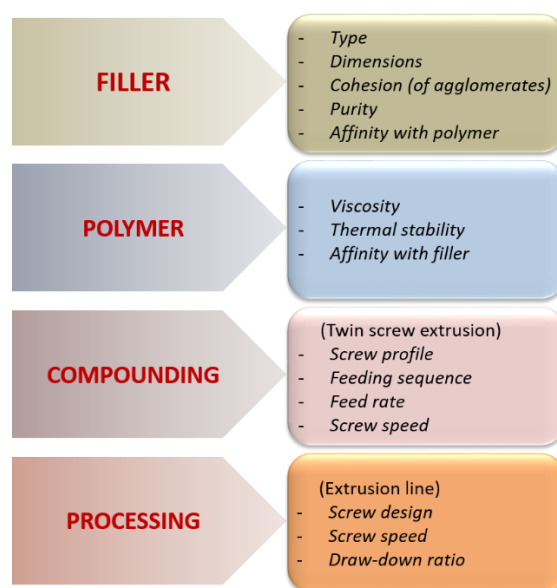 FILLER
- Type
- Dimensions
- Cohesion (of agglomerates)
- Purity
- Affinity with polymer
POLYMER
- Viscosity
- Thermal stability
- Affinity with filler
COMPOUNDING
(Twin screw extrusion)
- Screw profile
- Feeding sequence
- Feed rate
- Screw speed
PROCESSING
(Extrusion line)
- Screw design
- Screw speed
- Draw-down ratio